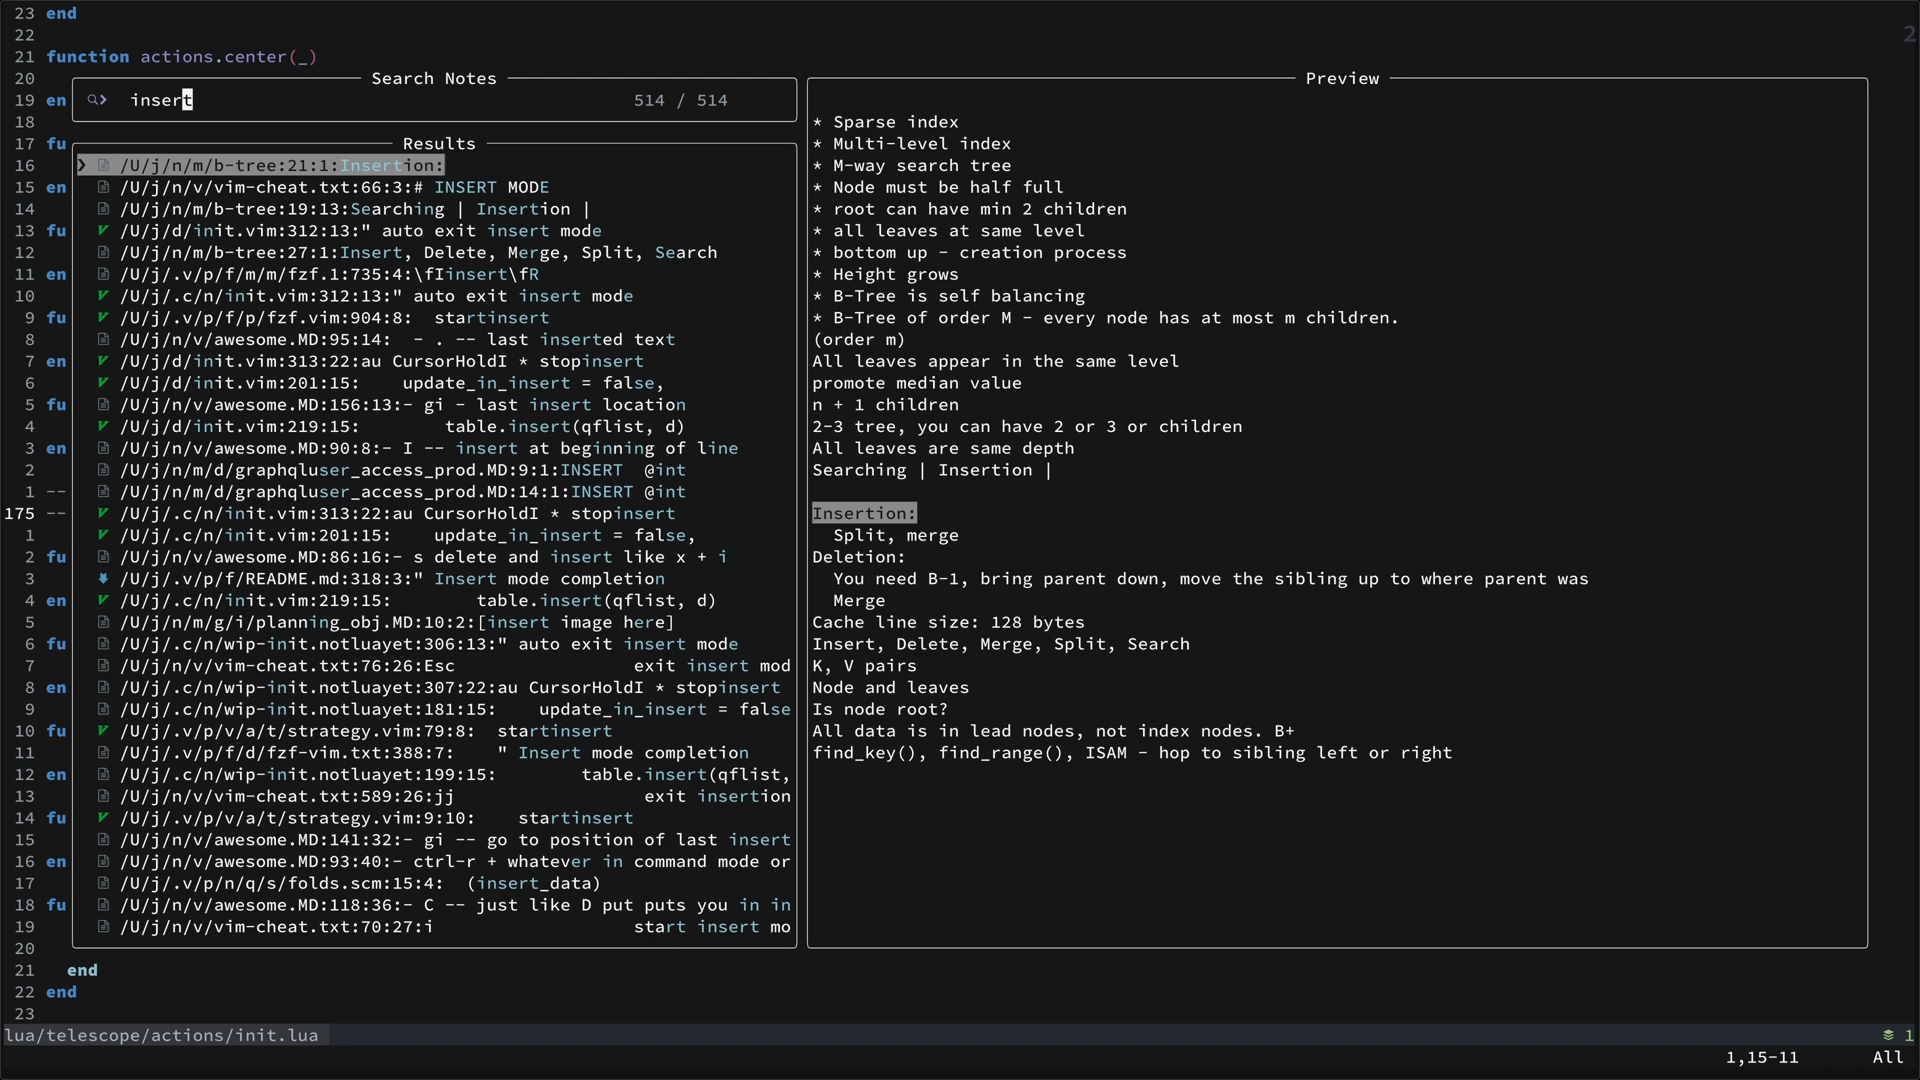 23 end
22
21 function actions.center(_)
20
19 en
18
17 fu
16
15 en
14
13 fu
12
11 en
10
9 fu
8
7 en
6
5 fu
4
3 en
2
1 --
175 --
1
2 fu
3
4 en
5
6 fu
7
8 en
9
10 fu
11
12 en
13
14 fu
15
16 en
17
18 fu
19
20
21 end
22 end
23
2
Search Notes
insert 514 / 514
Results
/U/j/n/m/b-tree:21:1:Insertion:
/U/j/n/v/vim-cheat.txt:66:3:# INSERT MODE
/U/j/n/m/b-tree:19:13:Searching | Insertion |
/U/j/d/init.vim:312:13:" auto exit insert mode
/U/j/n/m/b-tree:27:1:Insert, Delete, Merge, Split, Search
/U/j/.v/p/f/m/m/fzf.1:735:4:\fIinsert\fR
/U/j/.c/n/init.vim:312:13:" auto exit insert mode
/U/j/.v/p/f/p/fzf.vim:904:8: startinsert
/U/j/n/v/awesome.MD:95:14: - . -- last inserted text
/U/j/d/init.vim:313:22:au CursorHoldI * stopinsert
/U/j/d/init.vim:201:15: update_in_insert = false,
/U/j/n/v/awesome.MD:156:13:- gi - last insert location
/U/j/d/init.vim:219:15: table.insert(qflist, d)
/U/j/n/v/awesome.MD:90:8:- I -- insert at beginning of line
/U/j/n/m/d/graphqluser_access_prod.MD:9:1:INSERT @int
/U/j/n/m/d/graphqluser_access_prod.MD:14:1:INSERT @int
/U/j/.c/n/init.vim:313:22:au CursorHoldI * stopinsert
/U/j/.c/n/init.vim:201:15: update_in_insert = false,
/U/j/n/v/awesome.MD:86:16:- s delete and insert like x + i
/U/j/.v/p/f/README.md:318:3:" Insert mode completion
/U/j/.c/n/init.vim:219:15: table.insert(qflist, d)
/U/j/n/m/g/i/planning_obj.MD:10:2:[insert image here]
/U/j/.c/n/wip-init.notluayet:306:13:" auto exit insert mode
/U/j/n/v/vim-cheat.txt:76:26:Esc exit insert mod
/U/j/.c/n/wip-init.notluayet:307:22:au CursorHoldI * stopinsert
/U/j/.c/n/wip-init.notluayet:181:15: update_in_insert = false
/U/j/.v/p/v/a/t/strategy.vim:79:8: startinsert
/U/j/.v/p/f/d/fzf-vim.txt:388:7: " Insert mode completion
/U/j/.c/n/wip-init.notluayet:199:15: table.insert(qflist,
/U/j/n/v/vim-cheat.txt:589:26:jj exit insertion
/U/j/.v/p/v/a/t/strategy.vim:9:10: startinsert
/U/j/n/v/awesome.MD:141:32:- gi -- go to position of last insert
/U/j/n/v/awesome.MD:93:40:- ctrl-r + whatever in command mode or
/U/j/.v/p/n/q/s/folds.scm:15:4: (insert_data)
/U/j/n/v/awesome.MD:118:36:- C -- just like D put puts you in in
/U/j/n/v/vim-cheat.txt:70:27:i start insert mo
Preview
* Sparse index
* Multi-level index
* M-way search tree
* Node must be half full
* root can have min 2 children
* all leaves at same level
* bottom up - creation process
* Height grows
* B-Tree is self balancing
* B-Tree of order M - every node has at most m children.
(order m)
All leaves appear in the same level
promote median value
n + 1 children
2-3 tree, you can have 2 or 3 or children
All leaves are same depth
Searching | Insertion |
Insertion:
Split, merge
Deletion:
You need B-1, bring parent down, move the sibling up to where parent was
Merge
Cache line size: 128 bytes
Insert, Delete, Merge, Split, Search
K, V pairs
Node and leaves
Is node root?
All data is in lead nodes, not index nodes. B+
find_key(), find_range(), ISAM - hop to sibling left or right
lua/telescope/actions/init.lua 1
1,15-11 All